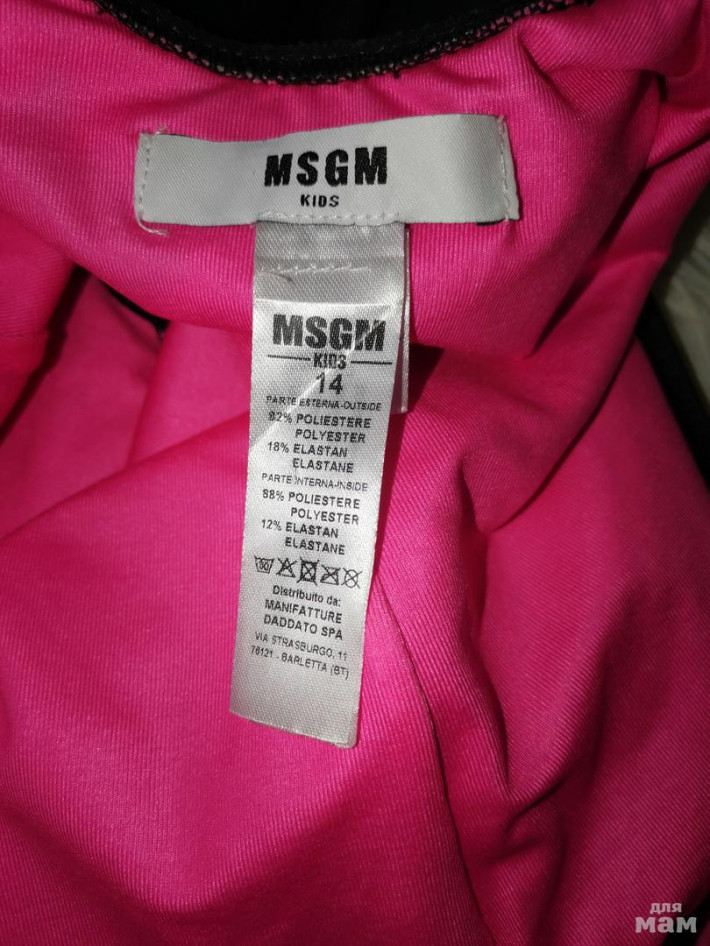 MSGM
KIDS
MSGM
KIDS
14
PARTE ESTERNA-OUTSIDE
82% POLIESTERE
POLYESTER
18% ELASTAN
ELASTANE
PARTE INTERNA-INSIDE
88% POLIESTERE
POLYESTER
12% ELASTAN
ELASTANE
30
Distribuito da:
MANIFATTURE
DADDATO SPA
VIA STRASBURGO, 11
76121 - BARLETTA (BT)
для
мам